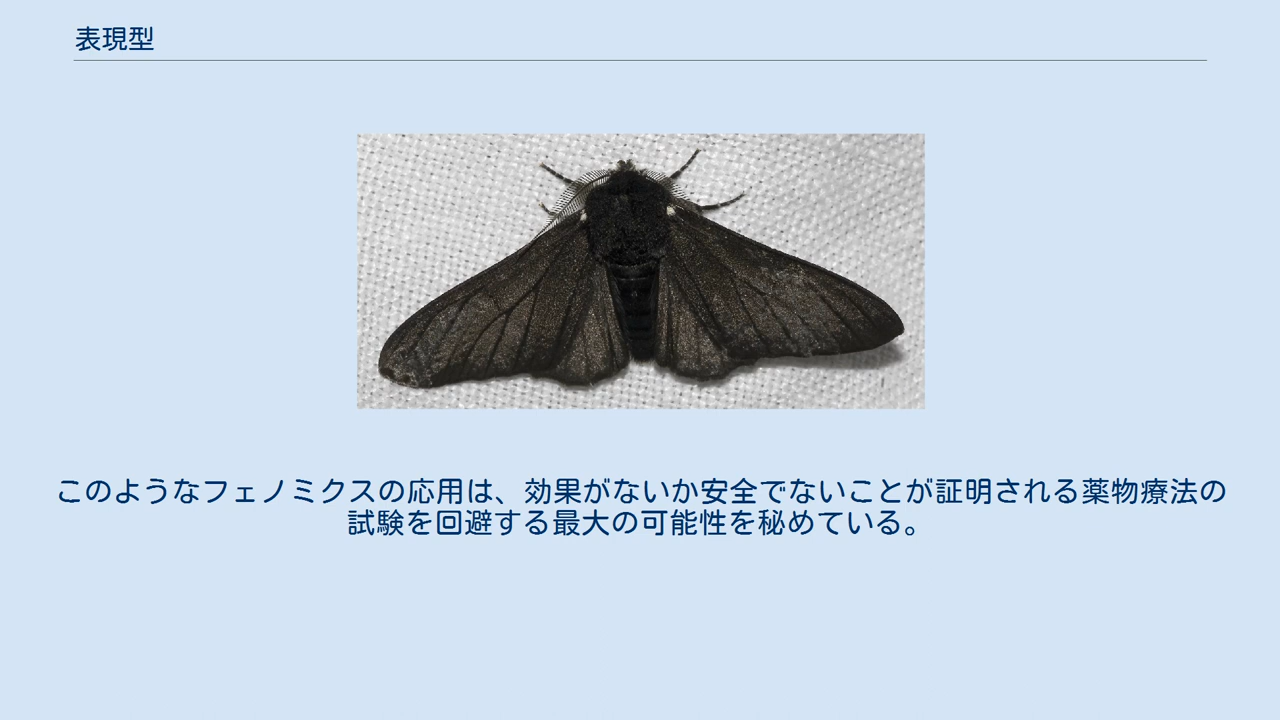 表現型
このようなフェノミクスの応用は、効果がないか安全でないことが証明される薬物療法の
試験を回避する最大の可能性を秘めている。